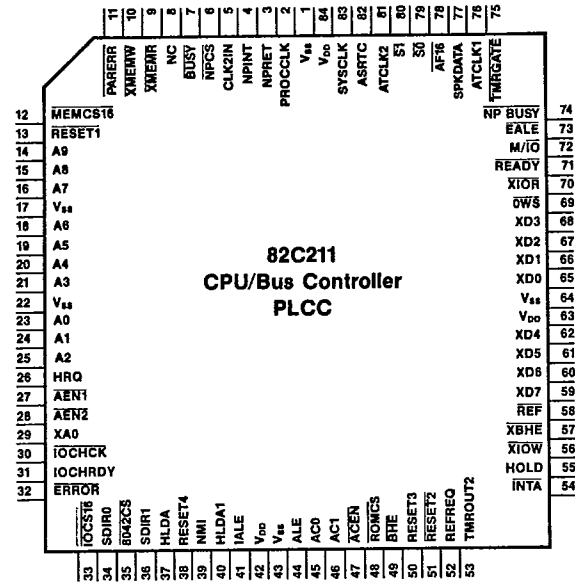 11 10 9 8 7 6 5 4 3 2 1 84 83 82 81 80 79 78 77 76 75
PARERR
XMEMW
XMEMR
NC
BUSY
NPCS
CLK2IN
NPINT
NPRET
PROCCLK
Vss
VDD
SYSCLK
ASRTC
ATCLK2
S1
S0
AF16
SPKDATA
ATCLK1
TMRGATE
12 MEMCS16
13 RESET1
14 A9
15 A8
16 A7
17 Vss
18 A6
19 A5
20 A4
21 A3
22 Vss
23 A0
24 A1
25 A2
26 HRQ
27 AEN1
28 AEN2
29 XA0
30 IOCHCK
31 IOCHRDY
32 ERROR
82C211
CPU/Bus Controller
PLCC
NP BUSY 74
EALE 73
M/IO 72
READY 71
XIOR 70
0WS 69
XD3 68
XD2 67
XD1 66
XD0 65
Vss 64
VDD 63
XD4 62
XD5 61
XD6 60
XD7 59
REF 58
XBHE 57
XIOW 56
HOLD 55
INTA 54
IOCS16
SDIR0
8042CS
SDIR1
HLDA
RESET4
NMI
HLDA1
IALE
VDD
Vss
ALE
AC0
AC1
ACEN
ROMCS
BHE
RESET3
RESET2
REFREQ
TMROUT2
33 34 35 36 37 38 39 40 41 42 43 44 45 46 47 48 49 50 51 52 53